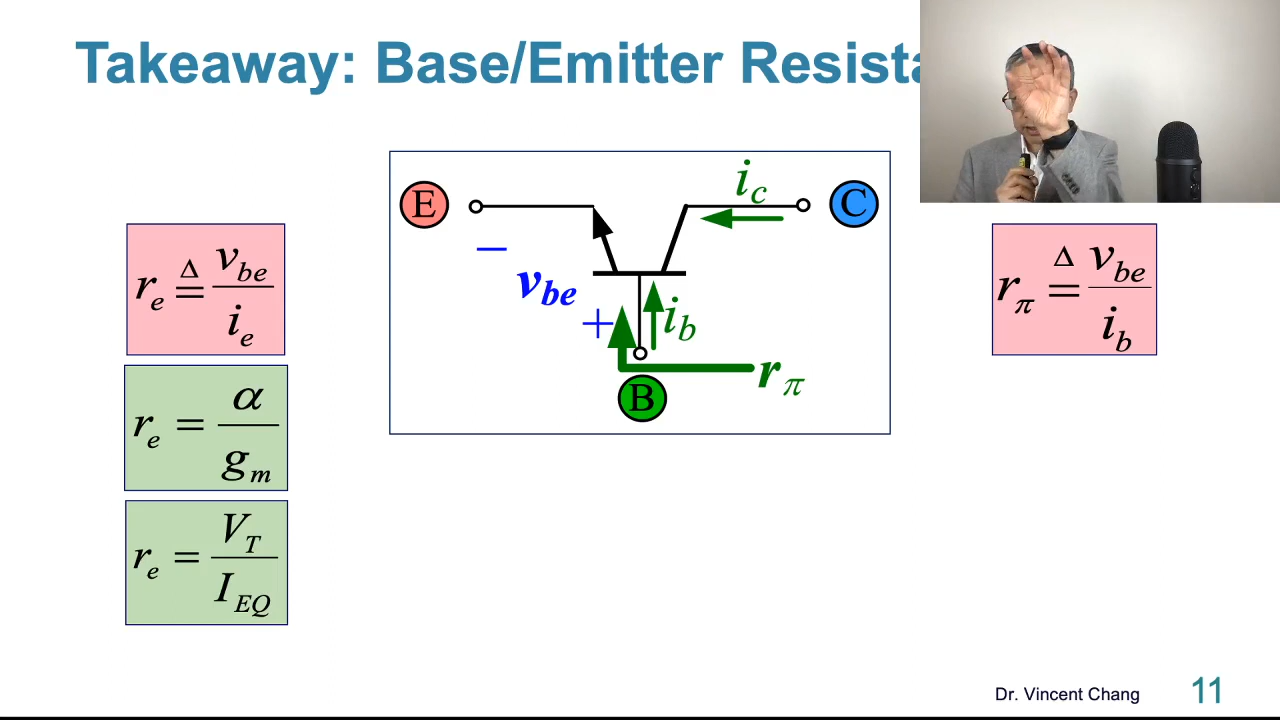 Takeaway: Base/Emitter
E
C
B
i_c
− v_be +
i_b
r_π
r_e ≜ v_be / i_e
r_e = α / g_m
r_e = V_T / I_EQ
r_π ≜ v_be / i_b
Dr. Vincent Chang
11